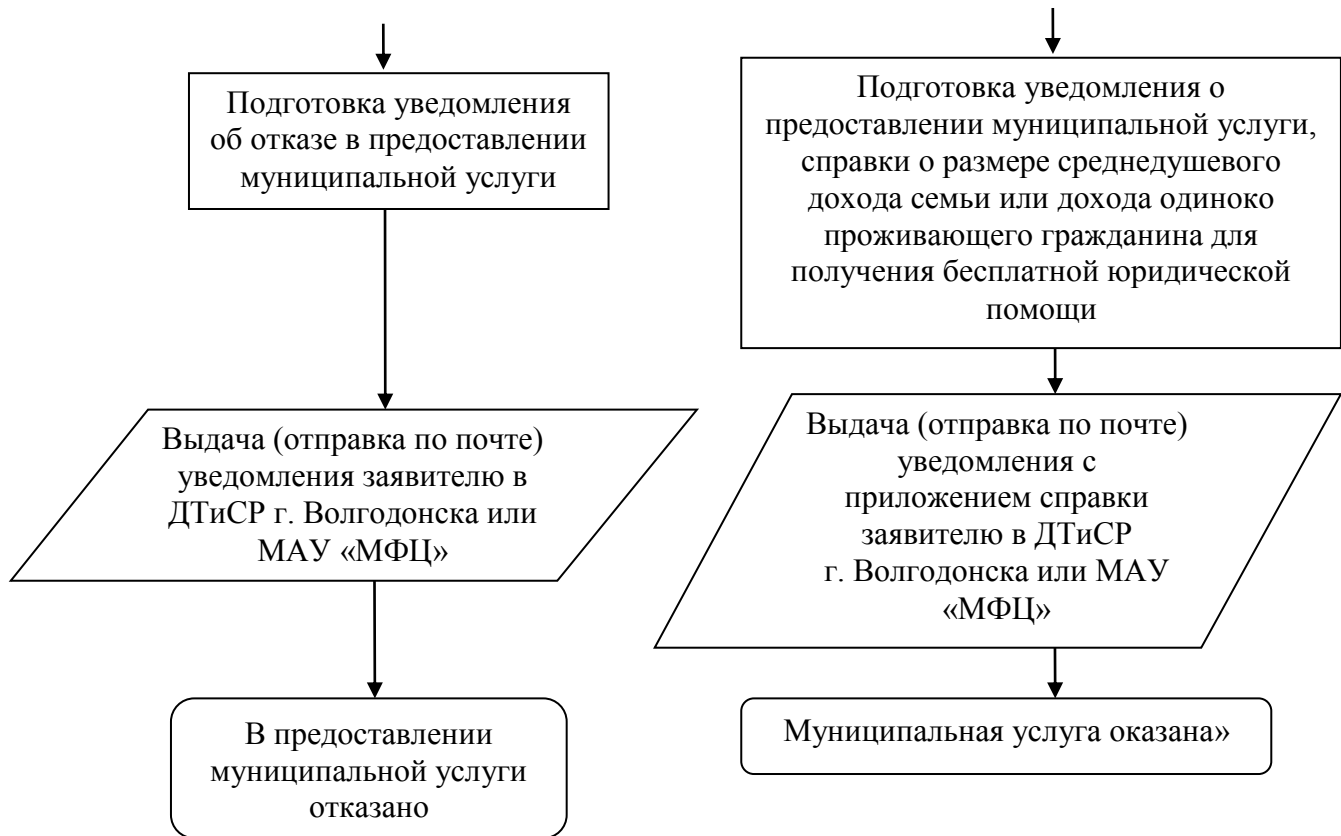 Подготовка уведомления
об отказе в предоставлении
муниципальной услуги
Подготовка уведомления о
предоставлении муниципальной услуги,
справки о размере среднедушевого
дохода семьи или дохода одиноко
проживающего гражданина для
получения бесплатной юридической
помощи
Выдача (отправка по почте)
уведомления заявителю в
ДТиСР г. Волгодонска или
МАУ «МФЦ»
Выдача (отправка по почте)
уведомления с
приложением справки
заявителю в ДТиСР
г. Волгодонска или МАУ
«МФЦ»
В предоставлении
муниципальной услуги
отказано
Муниципальная услуга оказана»